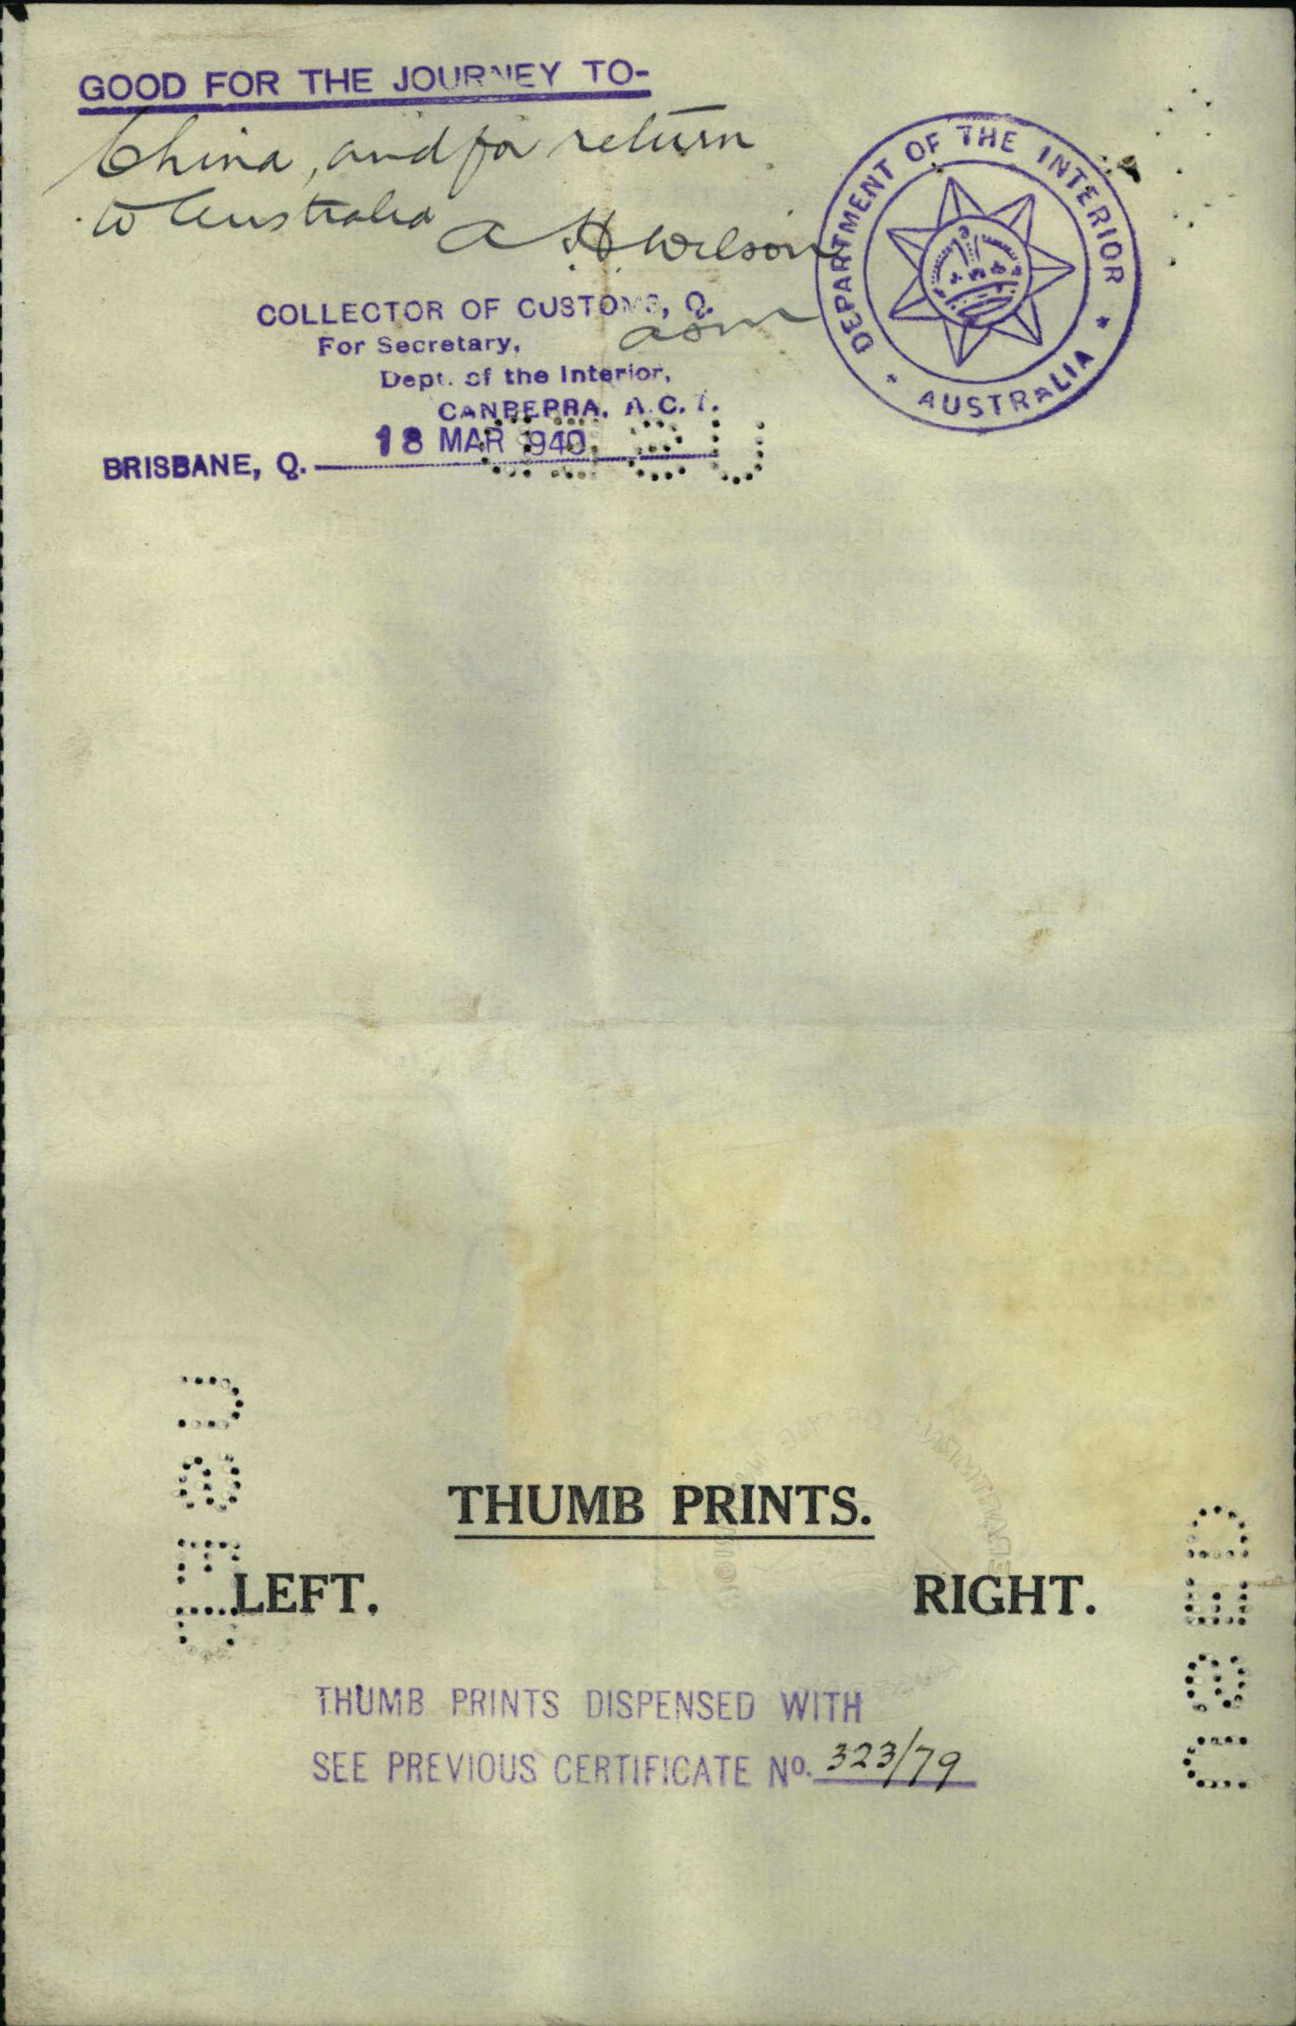 GOOD FOR THE JOURNEY TO-
China, and for return
to Australia
A H Wilson
COLLECTOR OF CUSTOMS, Q.
For Secretary,
Dept. of the Interior,
CANBERRA, A.C.T.
18 MAR 1940
BRISBANE, Q.
DEPARTMENT OF THE INTERIOR
* AUSTRALIA *
THUMB PRINTS.
LEFT.
RIGHT.
THUMB PRINTS DISPENSED WITH
SEE PREVIOUS CERTIFICATE No. 323/79